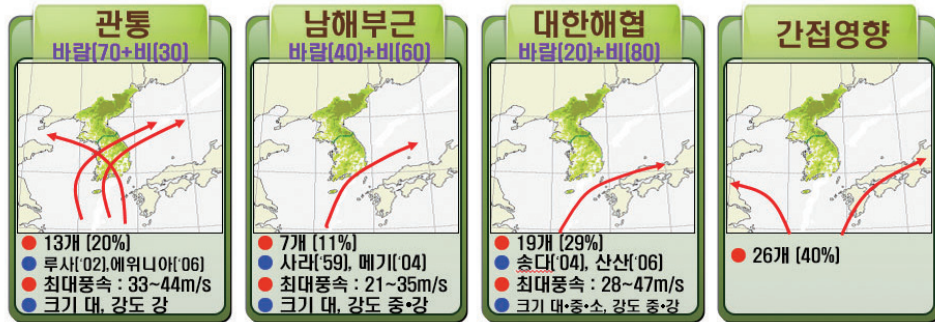 관통
바람(70+비(30)
● 13개 (20%)
● 루사('02),에위니아('06)
● 최대풍속 : 33~44m/s
● 크기 대, 강도 강
남해부근
바람(40)+비(60)
● 7개 (11%)
● 사라('59), 메기('04)
● 최대풍속 : 21~35m/s
● 크기 대, 강도 중•강
대한해협
바람(20)+비(80)
● 19개 (29%)
● 송다('04), 산산('06)
● 최대풍속 : 28~47m/s
● 크기 대•중•소, 강도 중•강
간접영향
● 26개 (40%)